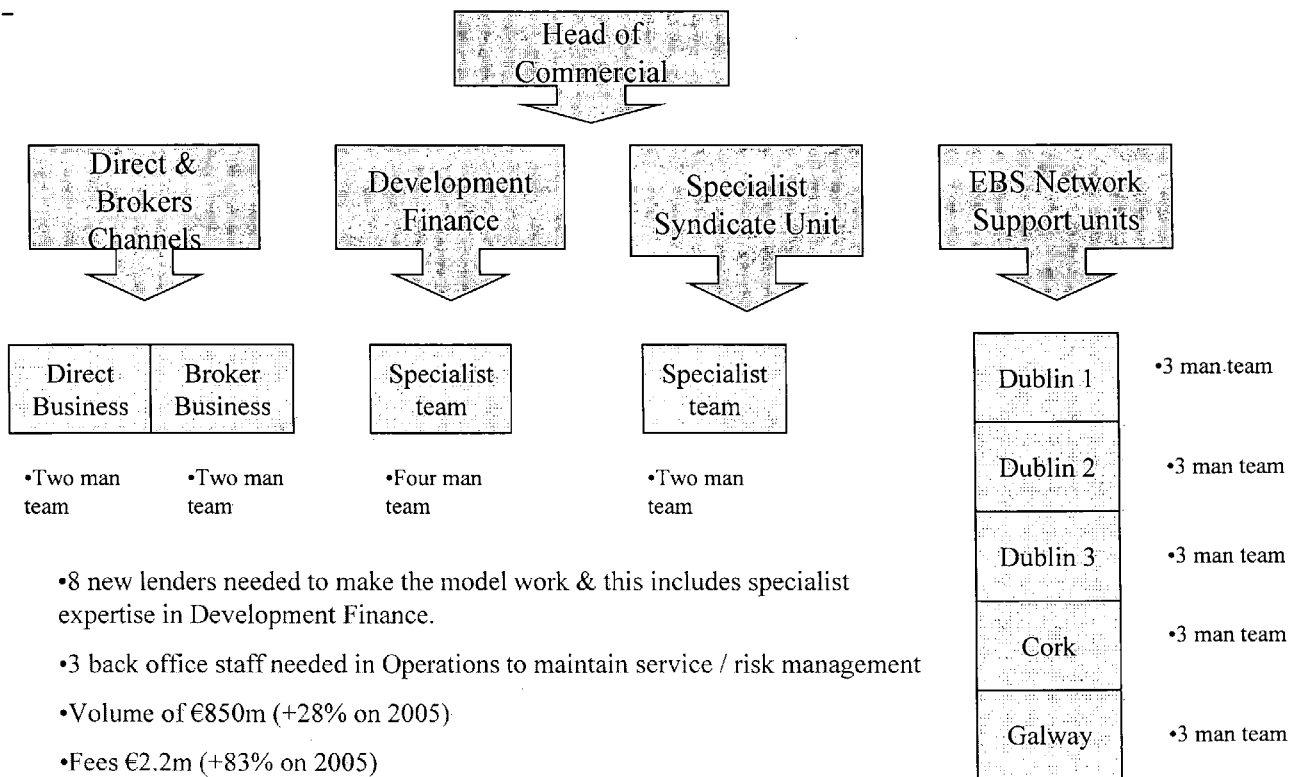 Head of
Commercial
Direct &
Brokers
Channels
Development
Finance
Specialist
Syndicate Unit
EBS Network
Support units
Direct
Business
Broker
Business
Specialist
team
Specialist
team
•Two man
team
•Two man
team
•Four man
team
•Two man
team
Dublin 1
•3 man team
Dublin 2
•3 man team
Dublin 3
•3 man team
Cork
•3 man team
Galway
•3 man team
•8 new lenders needed to make the model work & this includes specialist
expertise in Development Finance.
•3 back office staff needed in Operations to maintain service / risk management
•Volume of €850m (+28% on 2005)
•Fees €2.2m (+83% on 2005)